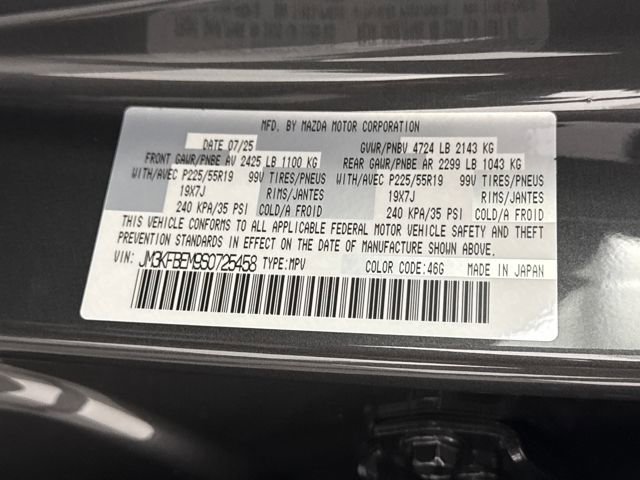 MFD. BY MAZDA MOTOR CORPORATION
DATE 07/25 GVWR/PNBV 4724 LB 2143 KG
FRONT GAWR/PNBE AV 2425 LB 1100 KG REAR GAWR/PNBE AR 2299 LB 1043 KG
WITH/AVEC P225/55R19 99V TIRES/PNEUS WITH/AVEC P225/55R19 99V TIRES/PNEUS
19X7J RIMS/JANTES 19X7J RIMS/JANTES
240 KPA/35 PSI COLD/A FROID 240 KPA/35 PSI COLD/A FROID
THIS VEHICLE CONFORMS TO ALL APPLICABLE FEDERAL MOTOR VEHICLE SAFETY AND THEFT
PREVENTION STANDARDS IN EFFECT ON THE DATE OF MANUFACTURE SHOWN ABOVE.
VIN: JM3KFBEM9S0725458 TYPE:MPV COLOR CODE:46G MADE IN JAPAN